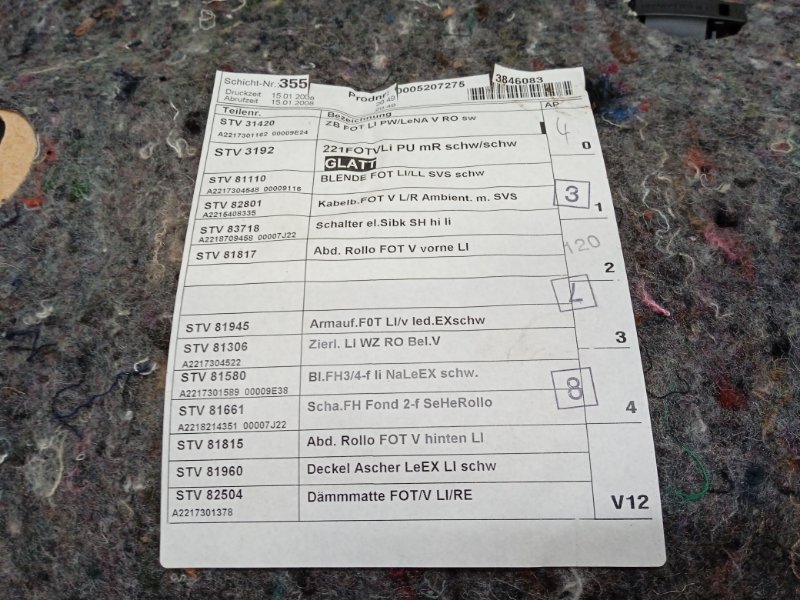 Schicht-Nr. 355 Prodnr. 0005207275 3846083
Druckzeit 15.01.2008
Abrufzeit 15.01.2008
Teilenr. Bezeichnung AP
STV 31420 ZB FOT LI PW/LeNA V RO sw
A2217301162 00009E24
4
0
STV 3192 221FOTV/Li PU mR schw/schw
GLATT
STV 81110 BLENDE FOT LI/LL SVS schw
A2217304548 00009116
3
1
STV 82801 Kabelb.FOT V L/R Ambient. m. SVS
A2215408335
STV 83718 Schalter el.Sibk SH hi li
A2218709458 00007J22
120
STV 81817 Abd. Rollo FOT V vorne LI
2
7
STV 81945 Armauf.F0T LI/v led.EXschw
3
STV 81306 Zierl. LI WZ RO Bel.V
A2217304522
STV 81580 Bl.FH3/4-f li NaLeEX schw.
A2217301589 00009E38
8
STV 81661 Scha.FH Fond 2-f SeHeRollo
A2218214351 00007J22
4
STV 81815 Abd. Rollo FOT V hinten LI
STV 81960 Deckel Ascher LeEX LI schw
STV 82504 Dämmmatte FOT/V LI/RE
A2217301378
V12